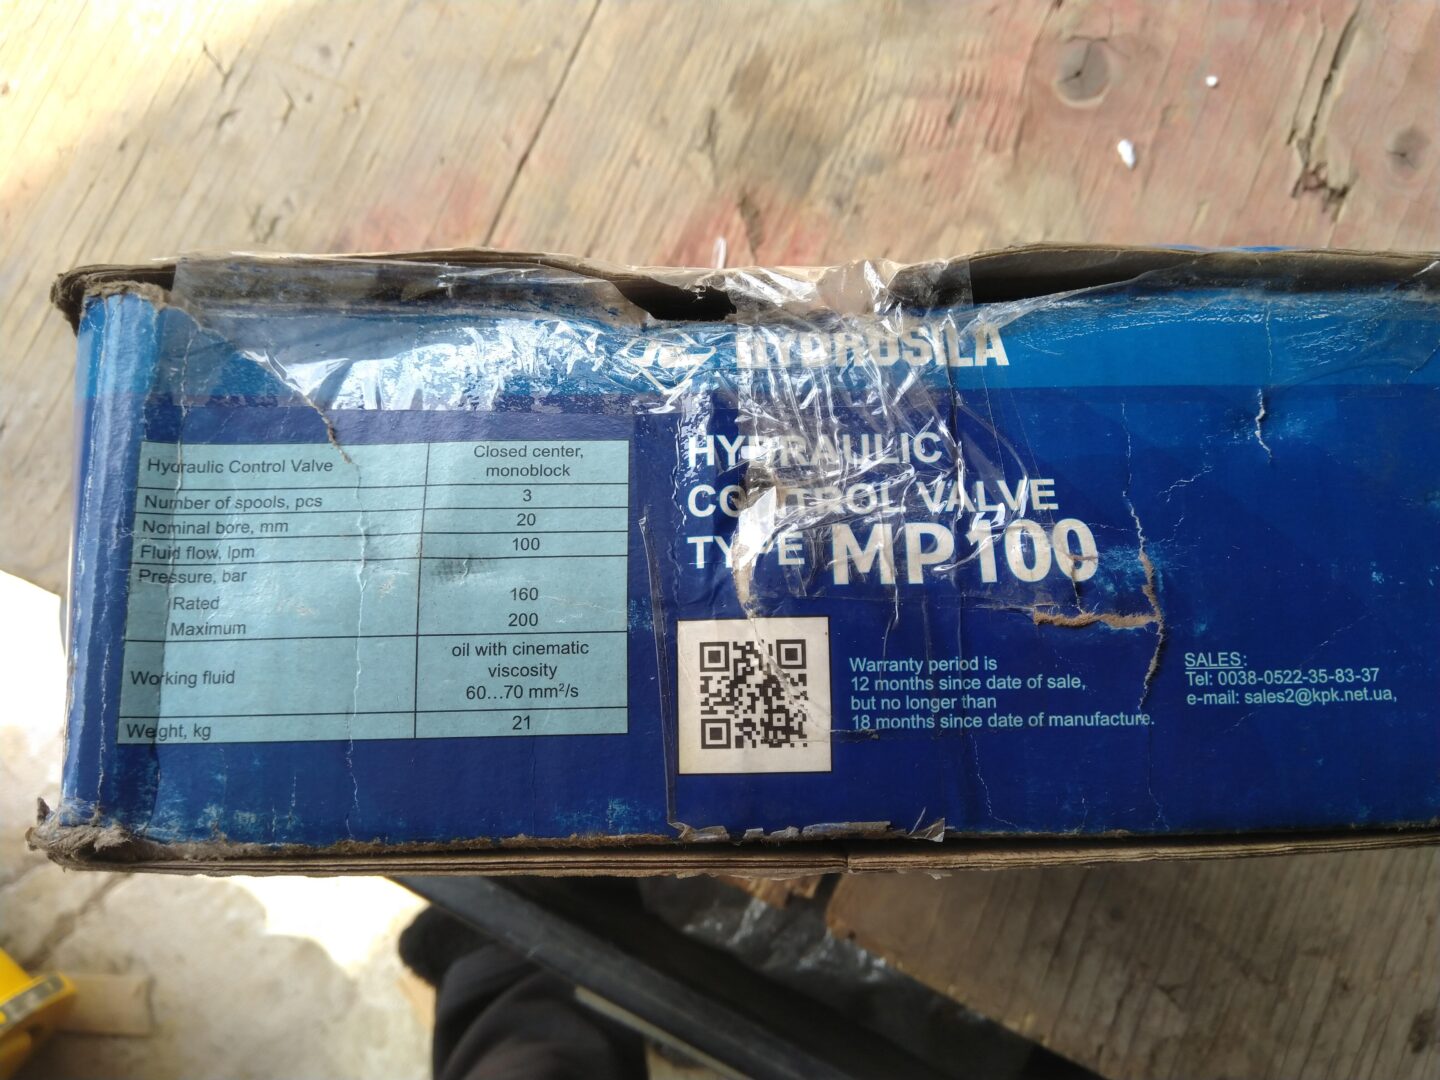 HYDROSILA
Hydraulic Control Valve
Closed center,
monoblock
Number of spools, pcs 3
Nominal bore, mm 20
Fluid flow, lpm 100
Pressure, bar
Rated 160
Maximum 200
Working fluid
oil with cinematic
viscosity
60...70 mm²/s
Weight, kg 21
HYDRAULIC
CONTROL VALVE
TYPE MP100
Warranty period is
12 months since date of sale,
but no longer than
18 months since date of manufacture.
SALES:
Tel: 0038-0522-35-83-37
e-mail: sales2@kpk.net.ua,